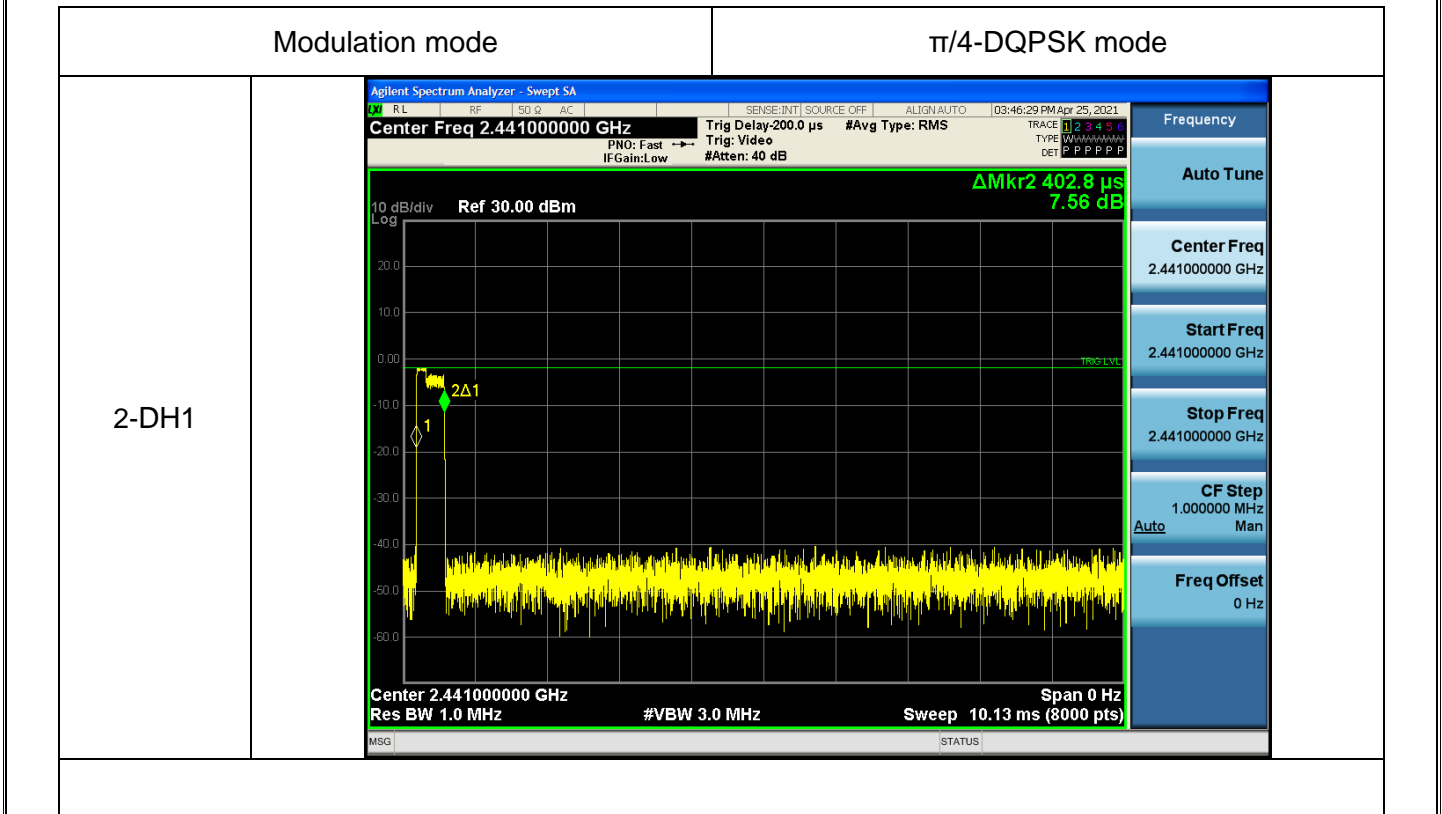 Modulation mode π/4-DQPSK mode
2-DH1
Agilent Spectrum Analyzer - Swept SA
LXI RL RF 50 Ω AC SENSE:INT SOURCE OFF ALIGN AUTO 03:46:29 PM Apr 25, 2021
Center Freq 2.441000000 GHz Trig Delay-200.0 µs #Avg Type: RMS TRACE 1 2 3 4 5 6
PNO: Fast Trig: Video TYPE WWWWWW
IFGain:Low #Atten: 40 dB DET P P P P P P
Frequency
Auto Tune
ΔMkr2 402.8 µs
7.56 dB
10 dB/div Ref 30.00 dBm
Log
20.0
10.0
0.00
-10.0
-20.0
-30.0
-40.0
-50.0
-60.0
TRIG LVL
2Δ1
1
Center Freq
2.441000000 GHz
Start Freq
2.441000000 GHz
Stop Freq
2.441000000 GHz
CF Step
1.000000 MHz
Auto Man
Freq Offset
0 Hz
Center 2.441000000 GHz Span 0 Hz
Res BW 1.0 MHz #VBW 3.0 MHz Sweep 10.13 ms (8000 pts)
MSG STATUS